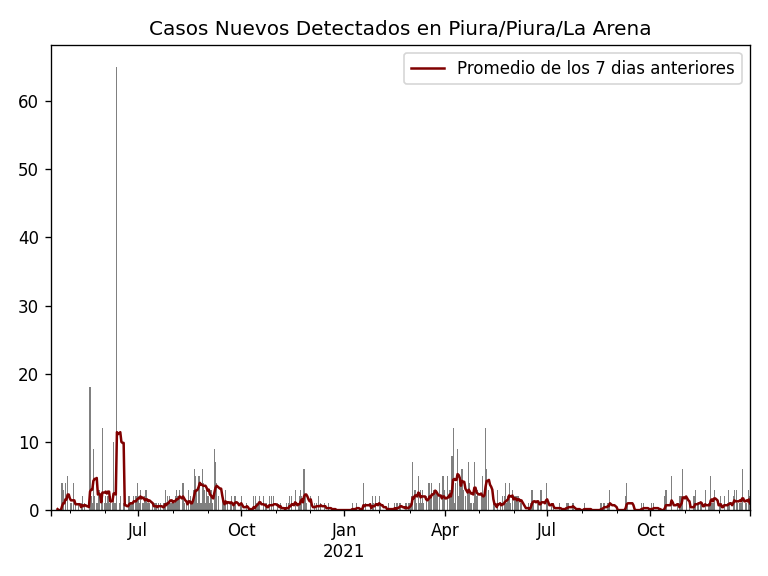 Casos Nuevos Detectados en Piura/Piura/La Arena
Promedio de los 7 dias anteriores
60
50
40
30
20
10
0
Jul
Oct
Jan
2021
Apr
Jul
Oct